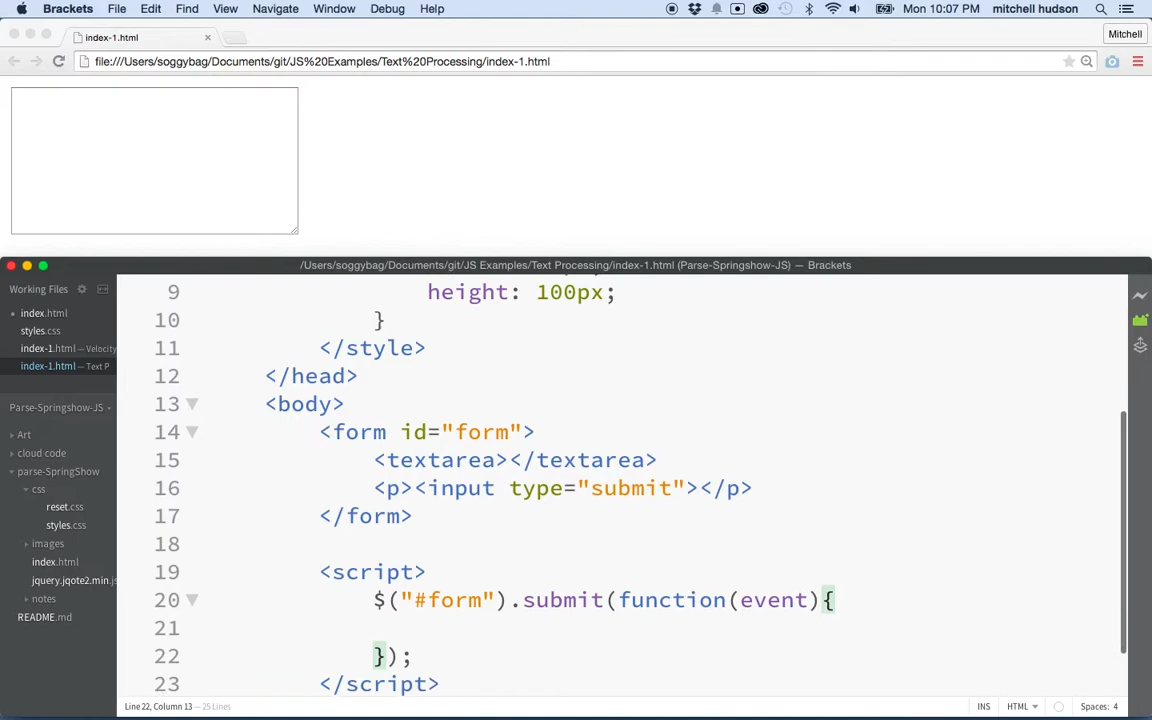 Brackets File Edit Find View Navigate Window Debug Help Mon 10:07 PM mitchell hudson
index-1.html Mitchell
file:///Users/soggybag/Documents/git/JS%20Examples/Text%20Processing/index-1.html
/Users/soggybag/Documents/git/JS Examples/Text Processing/index-1.html (Parse-Springshow-JS) — Brackets
Working Files
index.html
styles.css
index-1.html — Velocity
index-1.html — Text P
Parse-Springshow-JS
Art
cloud code
parse-SpringShow
css
reset.css
styles.css
images
index.html
jquery.jqote2.min.js
notes
README.md
9 height: 100px;
10 }
11 </style>
12 </head>
13 <body>
14 <form id="form">
15 <textarea></textarea>
16 <p><input type="submit"></p>
17 </form>
18
19 <script>
20 $("#form").submit(function(event){
21
22 });
23 </script>
Line 22, Column 13 — 25 Lines INS HTML Spaces: 4